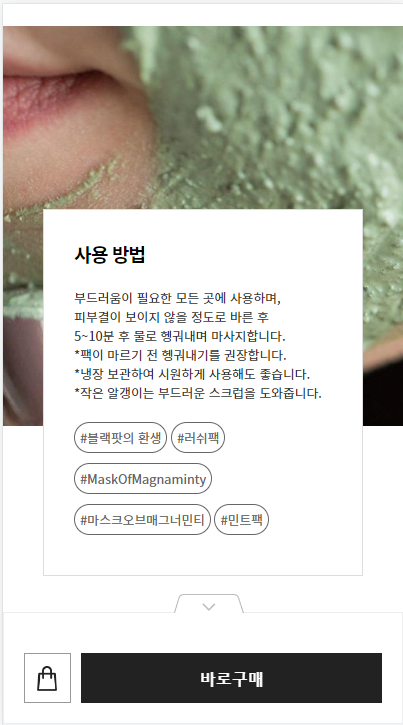 사용 방법
부드러움이 필요한 모든 곳에 사용하며,
피부결이 보이지 않을 정도로 바른 후
5~10분 후 물로 헹궈내며 마사지합니다.
*팩이 마르기 전 헹궈내기를 권장합니다.
*냉장 보관하여 시원하게 사용해도 좋습니다.
*작은 알갱이는 부드러운 스크럽을 도와줍니다.
#블랙팟의 환생 #러쉬팩
#MaskOfMagnaminty
#마스크오브매그너민티 #민트팩
바로구매